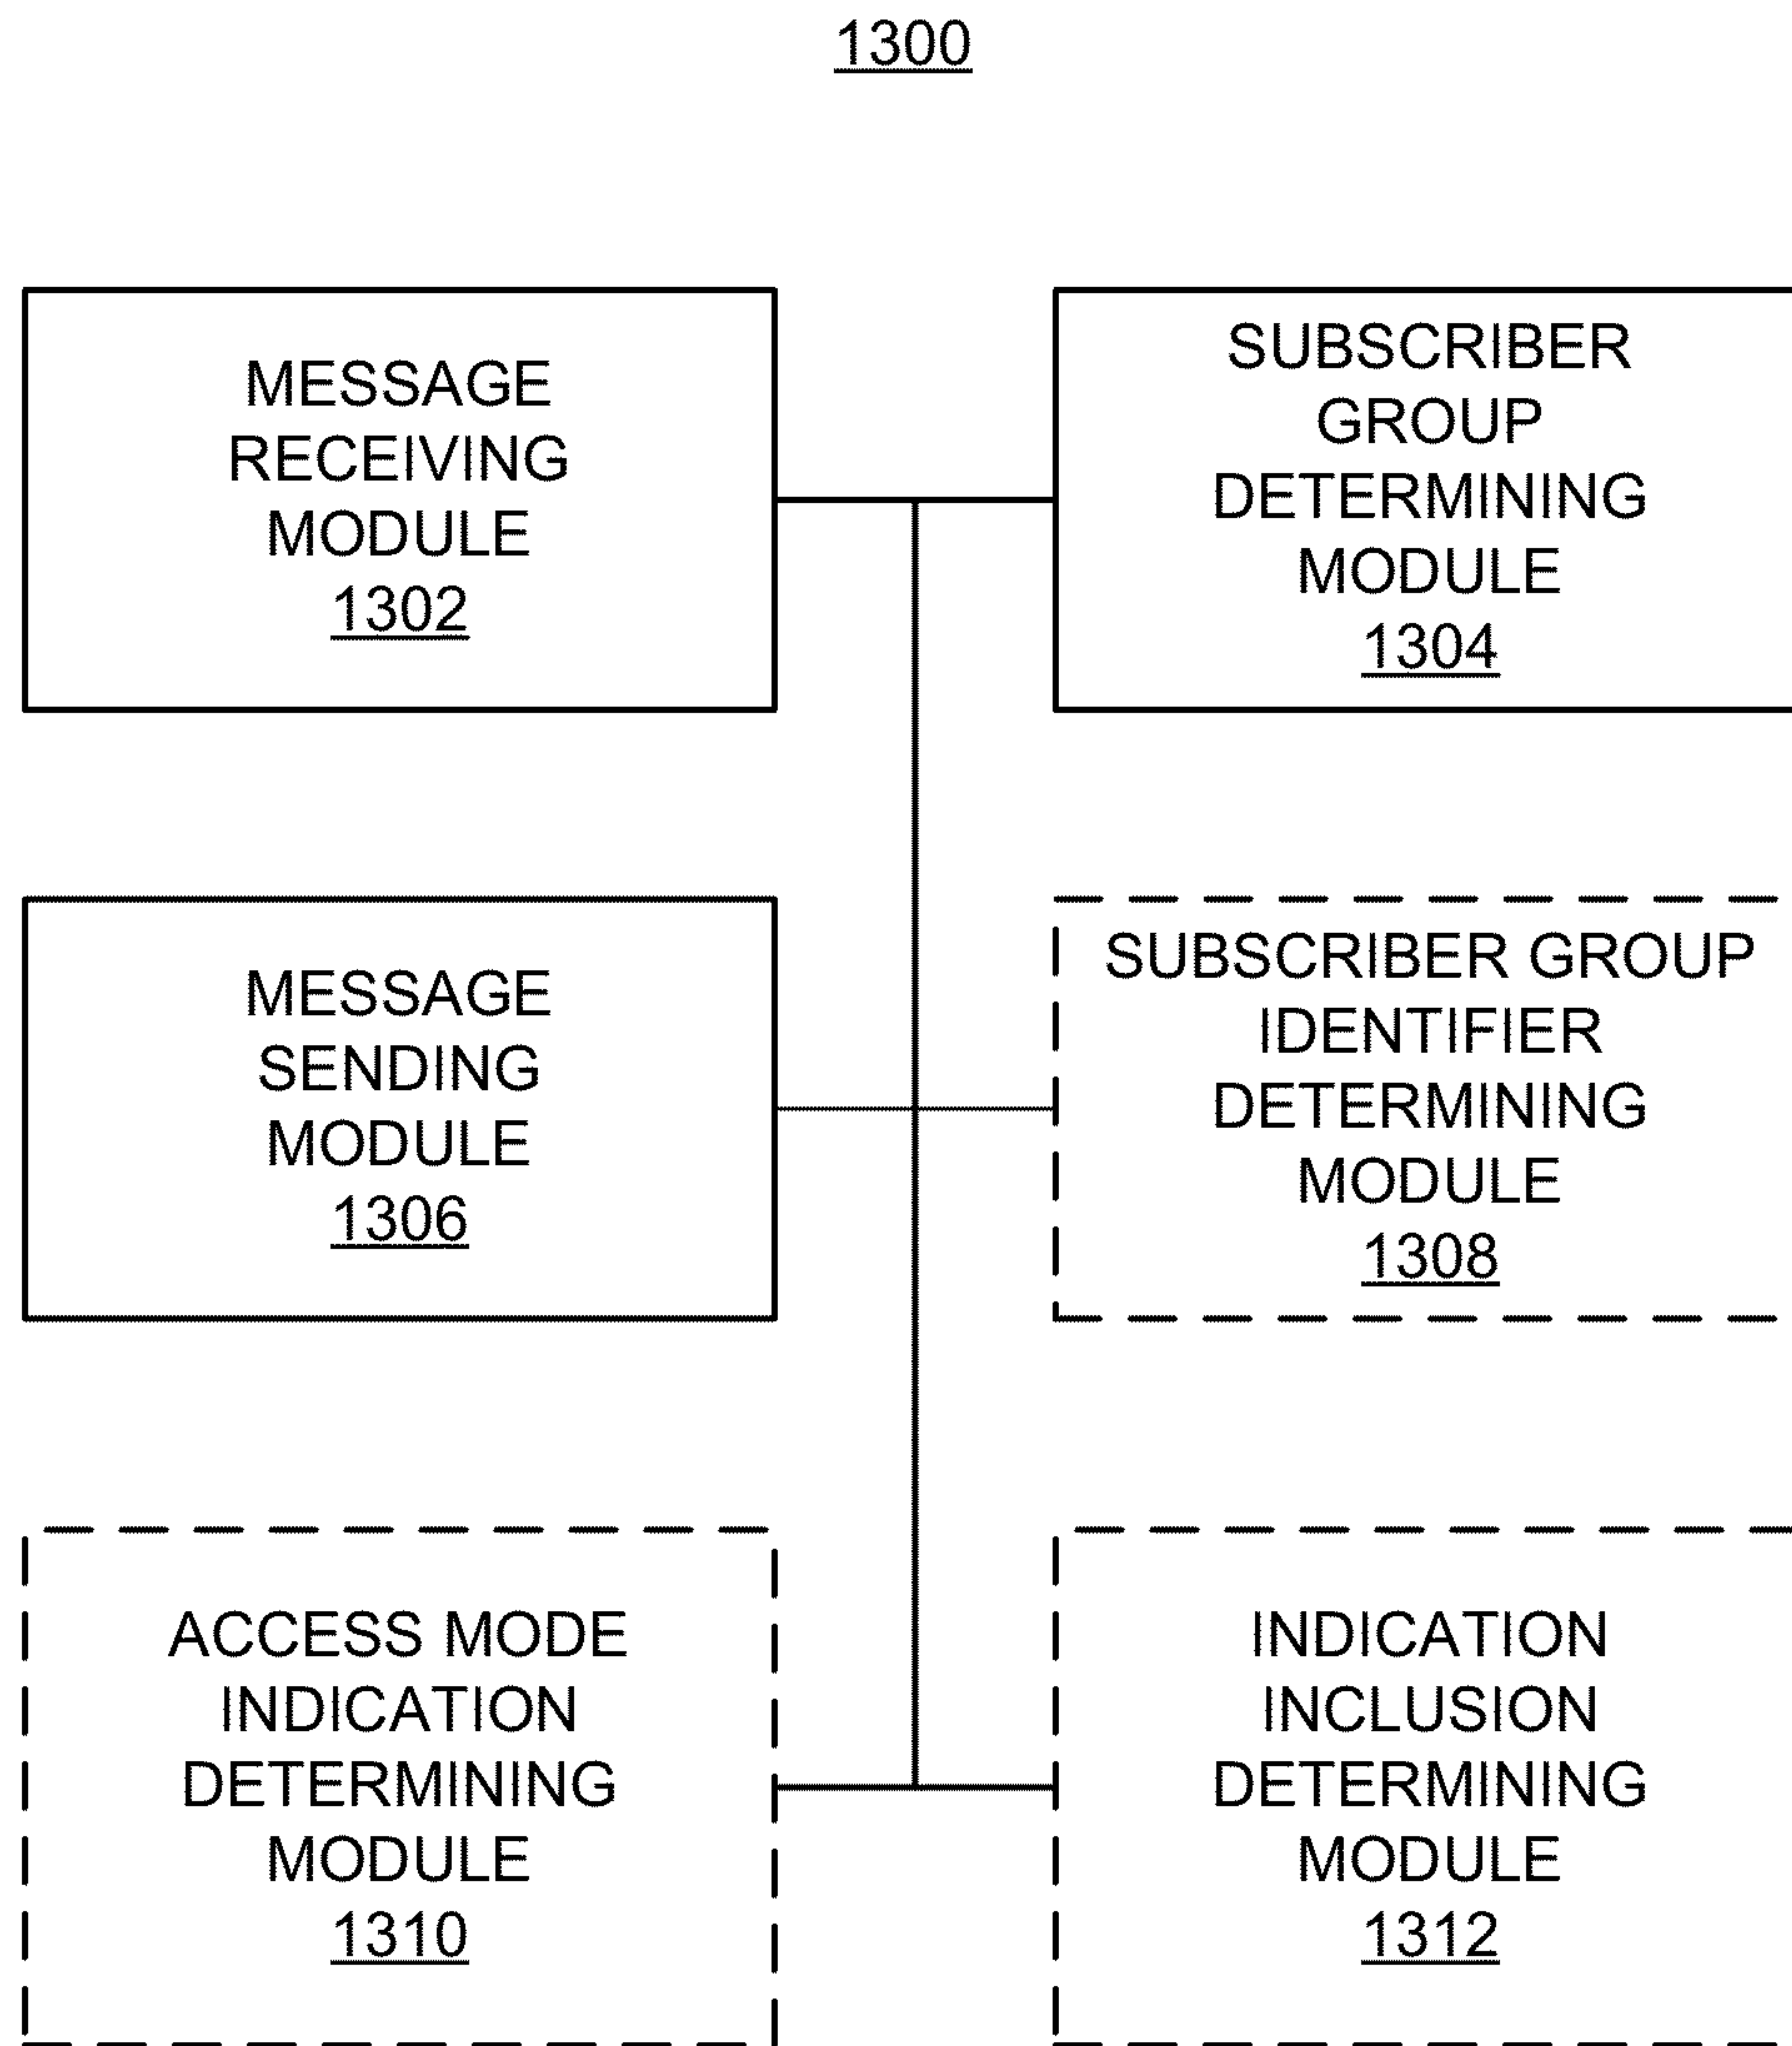 1300
MESSAGE
RECEIVING
MODULE
1302
SUBSCRIBER
GROUP
DETERMINING
MODULE
1304
MESSAGE
SENDING
MODULE
1306
SUBSCRIBER GROUP
IDENTIFIER
DETERMINING
MODULE
1308
ACCESS MODE
INDICATION
DETERMINING
MODULE
1310
INDICATION
INCLUSION
DETERMINING
MODULE
1312